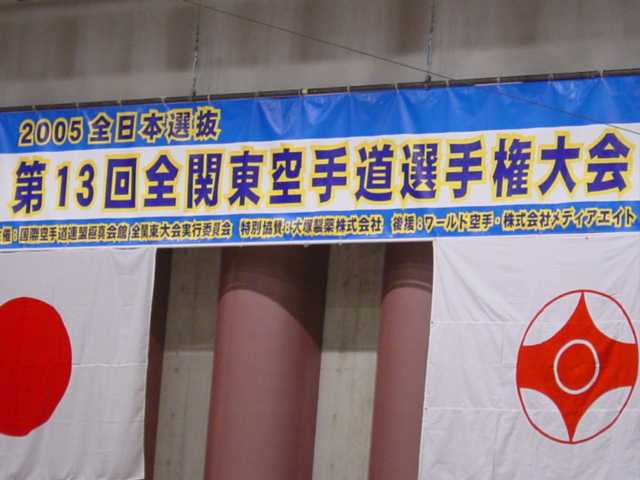 2005 全日本選抜
第13回全関東空手道選手権大会
主催：国際空手道連盟極真会館 全関東大会実行委員会 特別協賛：大塚製薬株式会社 後援：ワールド空手・株式会社メディアエイト